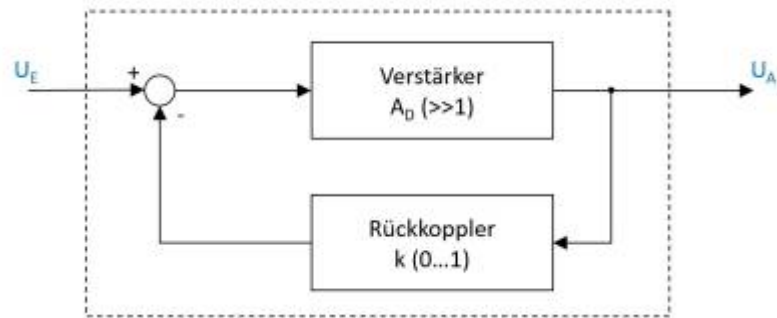 U_E
+
-
Verstärker
A_D (>>1)
U_A
Rückkoppler
k (0...1)